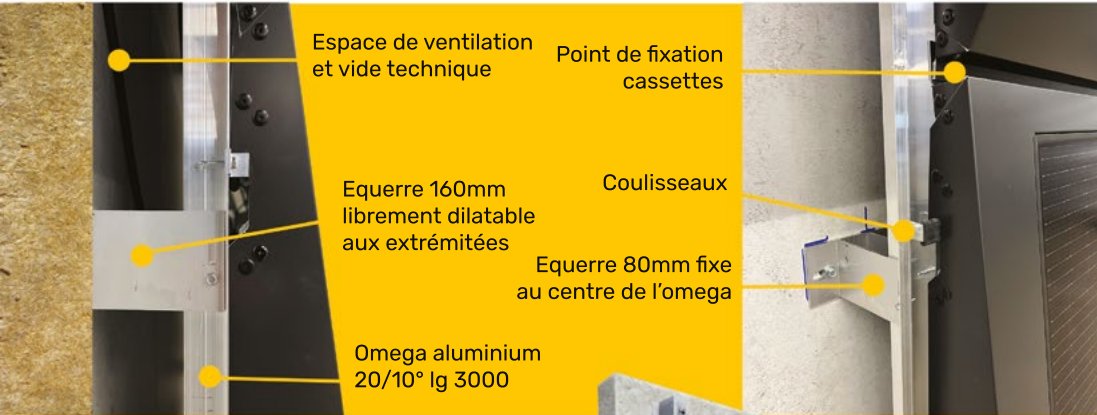 Espace de ventilation
et vide technique
Point de fixation
cassettes
Equerre 160mm
librement dilatable
aux extrémitées
Coulisseaux
Equerre 80mm fixe
au centre de l'omega
Omega aluminium
20/10° lg 3000